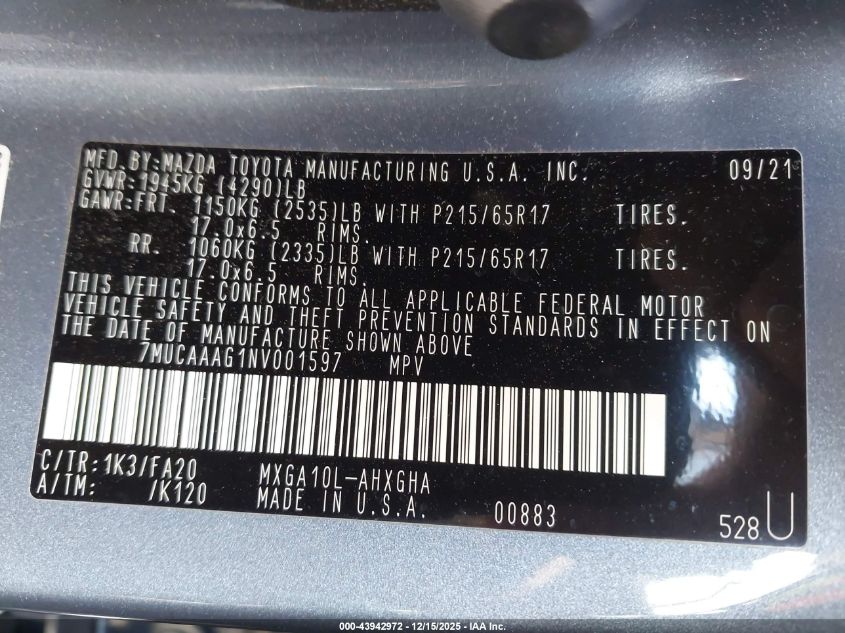 MFD.BY:MAZDA TOYOTA MANUFACTURING U.S.A. INC. 09/21
GVWR:1945KG (4290)LB
GAWR:FRT. 1150KG (2535)LB WITH P215/65R17 TIRES.
17.0x6.5 RIMS.
RR. 1060KG (2335)LB WITH P215/65R17 TIRES.
17.0x6.5 RIMS.
THIS VEHICLE CONFORMS TO ALL APPLICABLE FEDERAL MOTOR
VEHICLE SAFETY AND THEFT PREVENTION STANDARDS IN EFFECT ON
THE DATE OF MANUFACTURE SHOWN ABOVE
7MUCAAAG1NV001597 MPV
C/TR:1K3/FA20 MXGA10L-AHXGHA
A/TM: /K120 MADE IN U.S.A. 00883 528U
000-43942972 - 12/15/2025 - IAA Inc.